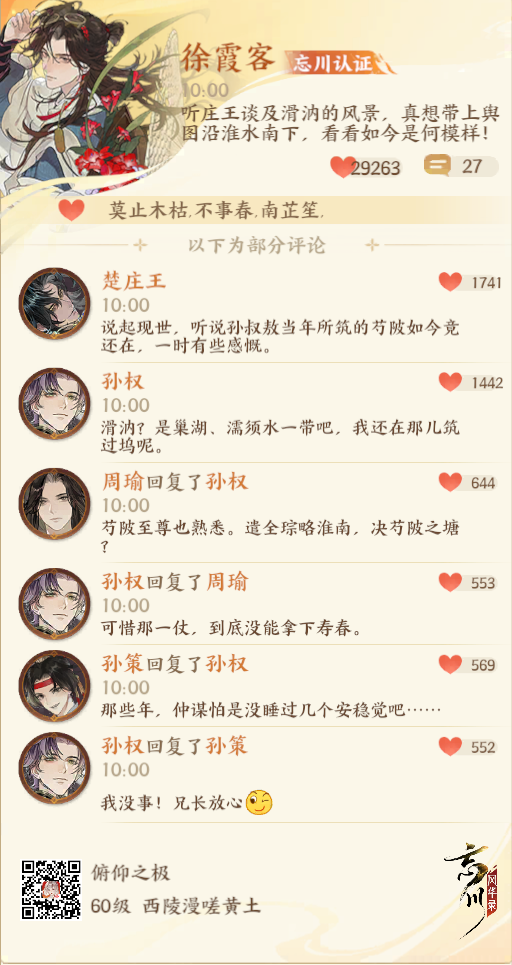 徐霞客 忘川认证
10:00
听庄王谈及滑汭的风景，真想带上舆
图沿淮水南下，看看如今是何模样！
29263 27
莫止木枯,不事春,南芷笙,
以下为部分评论
楚庄王 1741
10:00
说起现世，听说孙叔敖当年所筑的芍陂如今竟
还在，一时有些感慨。
孙权 1442
10:00
滑汭？是巢湖、濡须水一带吧，我还在那儿筑
过坞呢。
周瑜回复了孙权 644
10:00
芍陂至尊也熟悉。遣全琮略淮南，决芍陂之塘
？
孙权回复了周瑜 553
10:00
可惜那一仗，到底没能拿下寿春。
孙策回复了孙权 569
10:00
那些年，仲谋怕是没睡过几个安稳觉吧······
孙权回复了孙策 552
10:00
我没事！兄长放心
俯仰之极
60级 西陵漫嗟黄土
忘川
风华录